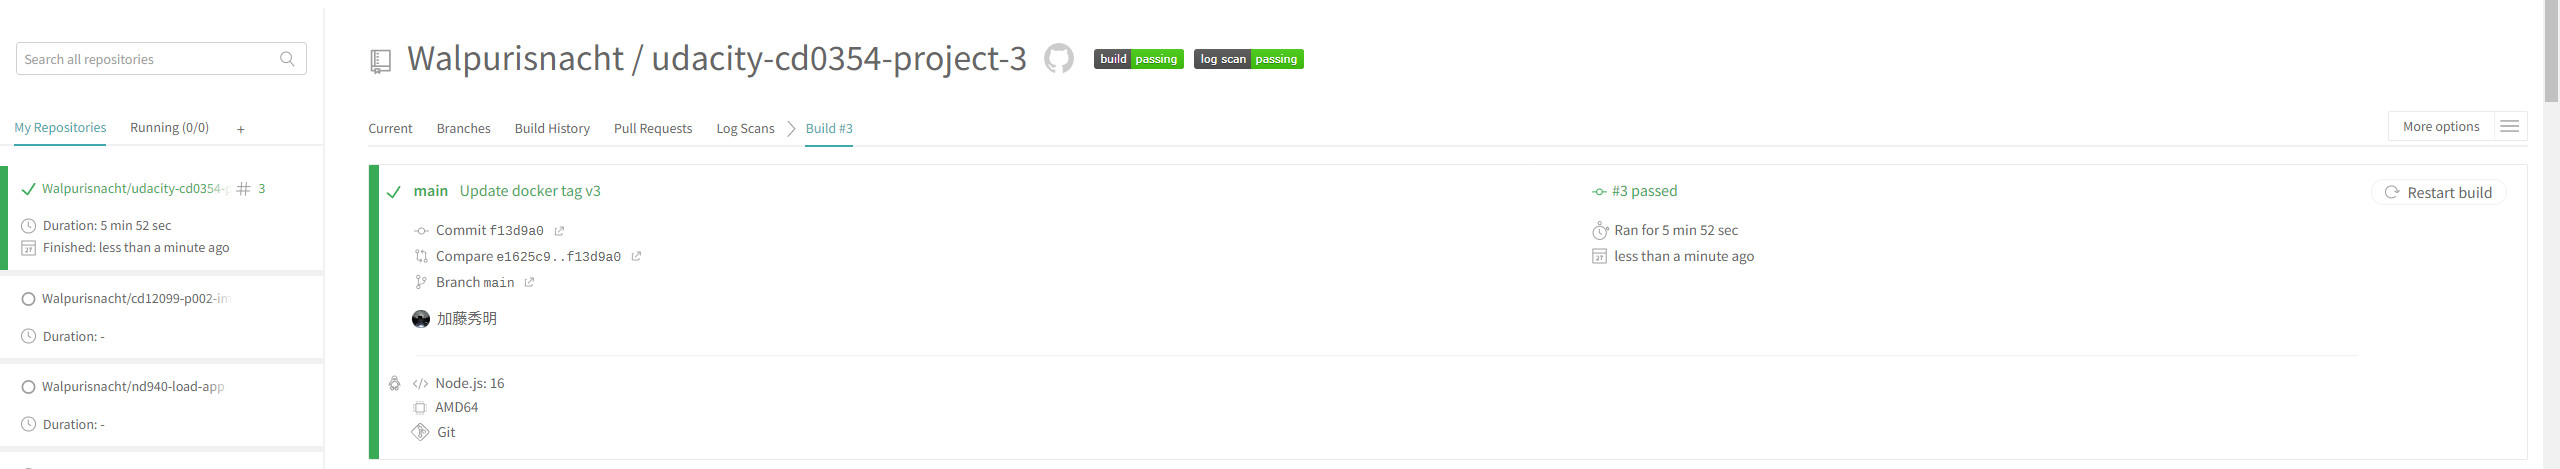 Search all repositories
My Repositories
Running (0/0)
+
Walpurisnacht/udacity-cd0354-
3
Duration: 5 min 52 sec
Finished: less than a minute ago
Walpurisnacht/cd12099-p002-im
Duration: -
Walpurisnacht/nd940-load-app
Duration: -
Walpurisnacht / udacity-cd0354-project-3
build passing
log scan passing
Current
Branches
Build History
Pull Requests
Log Scans
Build #3
More options
main Update docker tag v3
Commit f13d9a0
Compare e1625c9..f13d9a0
Branch main
加藤秀明
Node.js: 16
AMD64
Git
#3 passed
Ran for 5 min 52 sec
less than a minute ago
Restart build